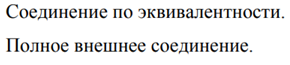 Соединение по эквивалентности.
Полное внешнее соединение.